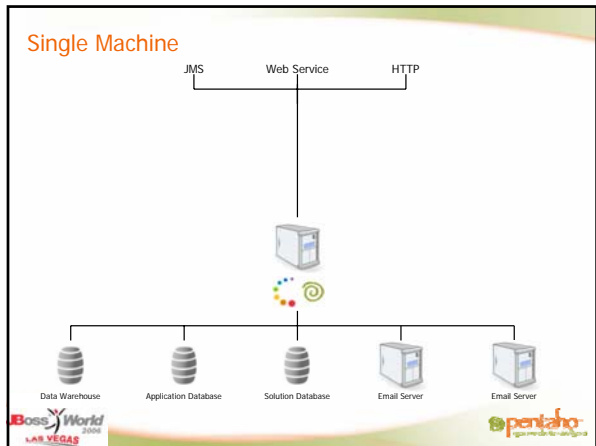 Single Machine
JMS Web Service HTTP
Data Warehouse Application Database Solution Database Email Server Email Server
JBoss World
2006
LAS VEGAS
pentaho